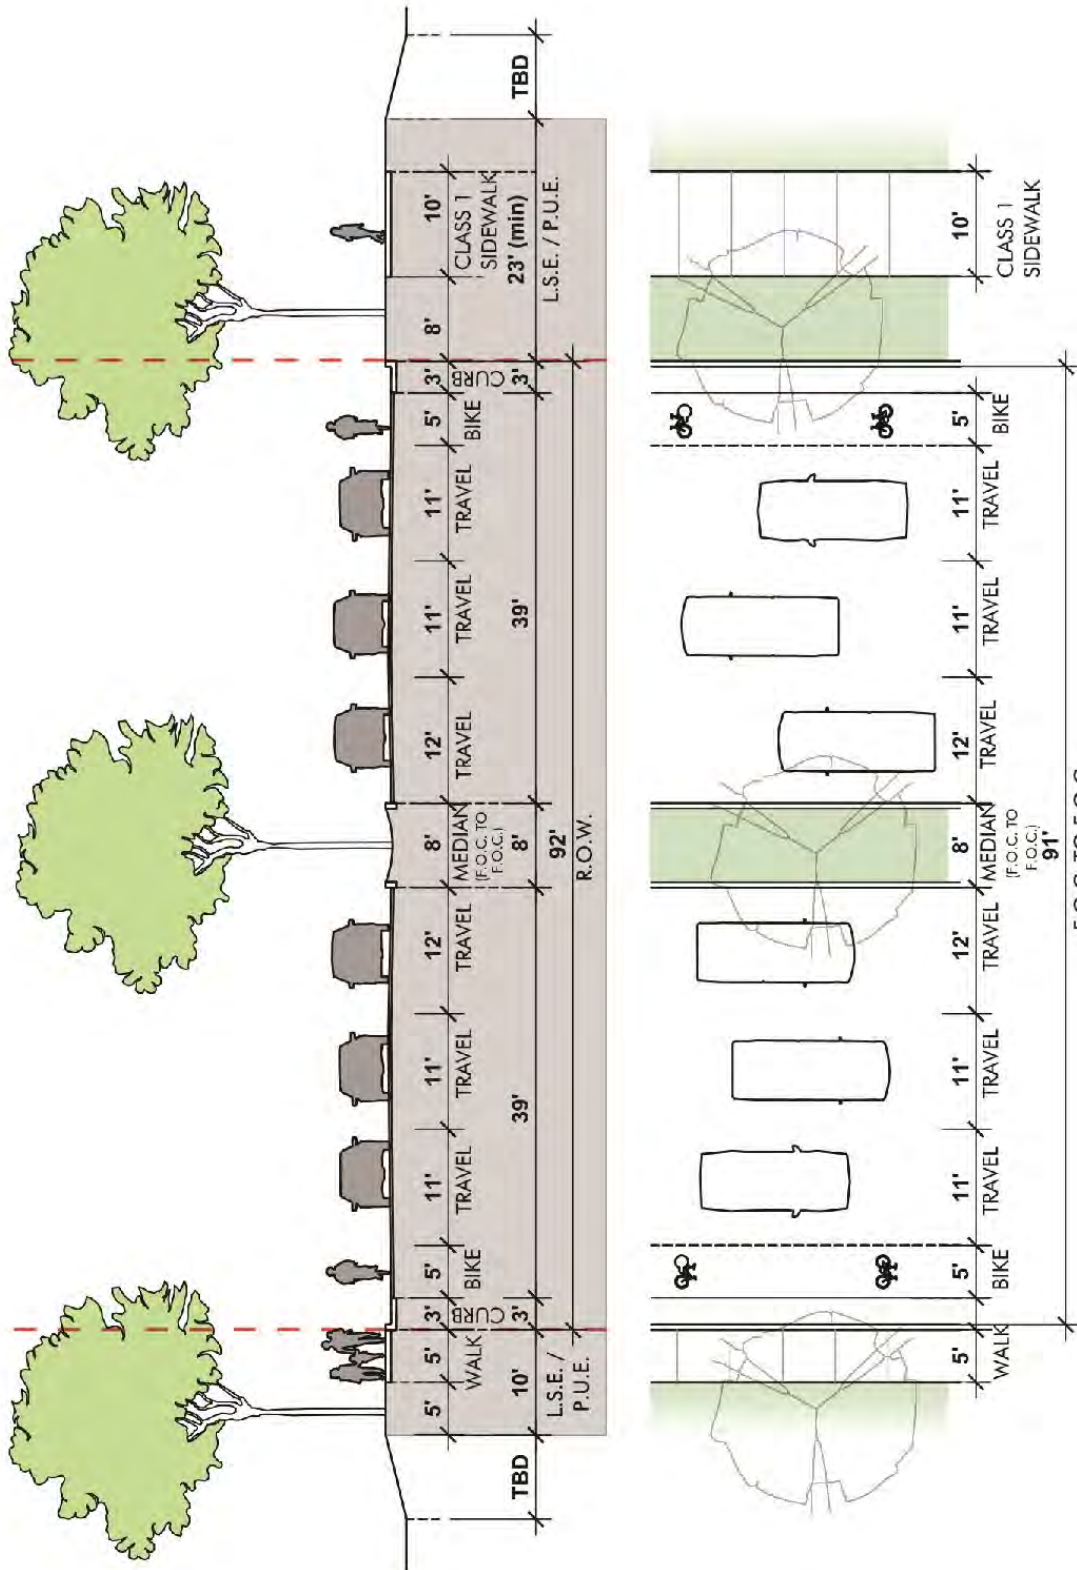 5' 5' 3' 5' 11' 11' 12' 8' 12' 11' 11' 5' 3' 8' 10'
WALK CURB BIKE TRAVEL TRAVEL TRAVEL MEDIAN TRAVEL TRAVEL TRAVEL BIKE CURB CLASS 1
(F.O.C. TO SIDEWALK
F.O.C.)
TBD 10' 3' 39' 8' 39' 3' 23' (min) TBD
L.S.E. / 92' L.S.E. / P.U.E.
P.U.E. R.O.W.
5' 5' 11' 11' 12' 8' 12' 11' 11' 5' 10'
WALK BIKE TRAVEL TRAVEL TRAVEL MEDIAN TRAVEL TRAVEL TRAVEL BIKE CLASS 1
(F.O.C. TO SIDEWALK
F.O.C.)
91'